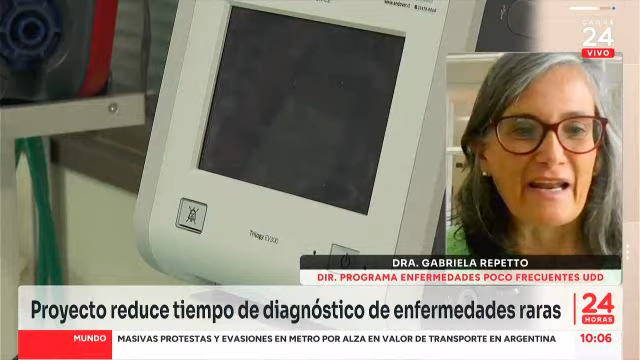 CANAL
24
VIVO
Trilogy EV300
DRA. GABRIELA REPETTO
DIR. PROGRAMA ENFERMEDADES POCO FRECUENTES UDD
Proyecto reduce tiempo de diagnóstico de enfermedades raras
24
HORAS
MUNDO
MASIVAS PROTESTAS Y EVASIONES EN METRO POR ALZA EN VALOR DE TRANSPORTE EN ARGENTINA
10:06